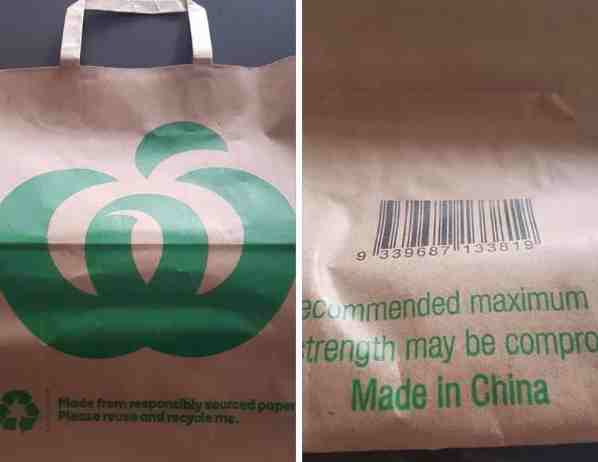 Made from responsibly sourced paper
Please reuse and recycle me.
9 339687 133819
ecommended maximum
trength may be compro
Made in China